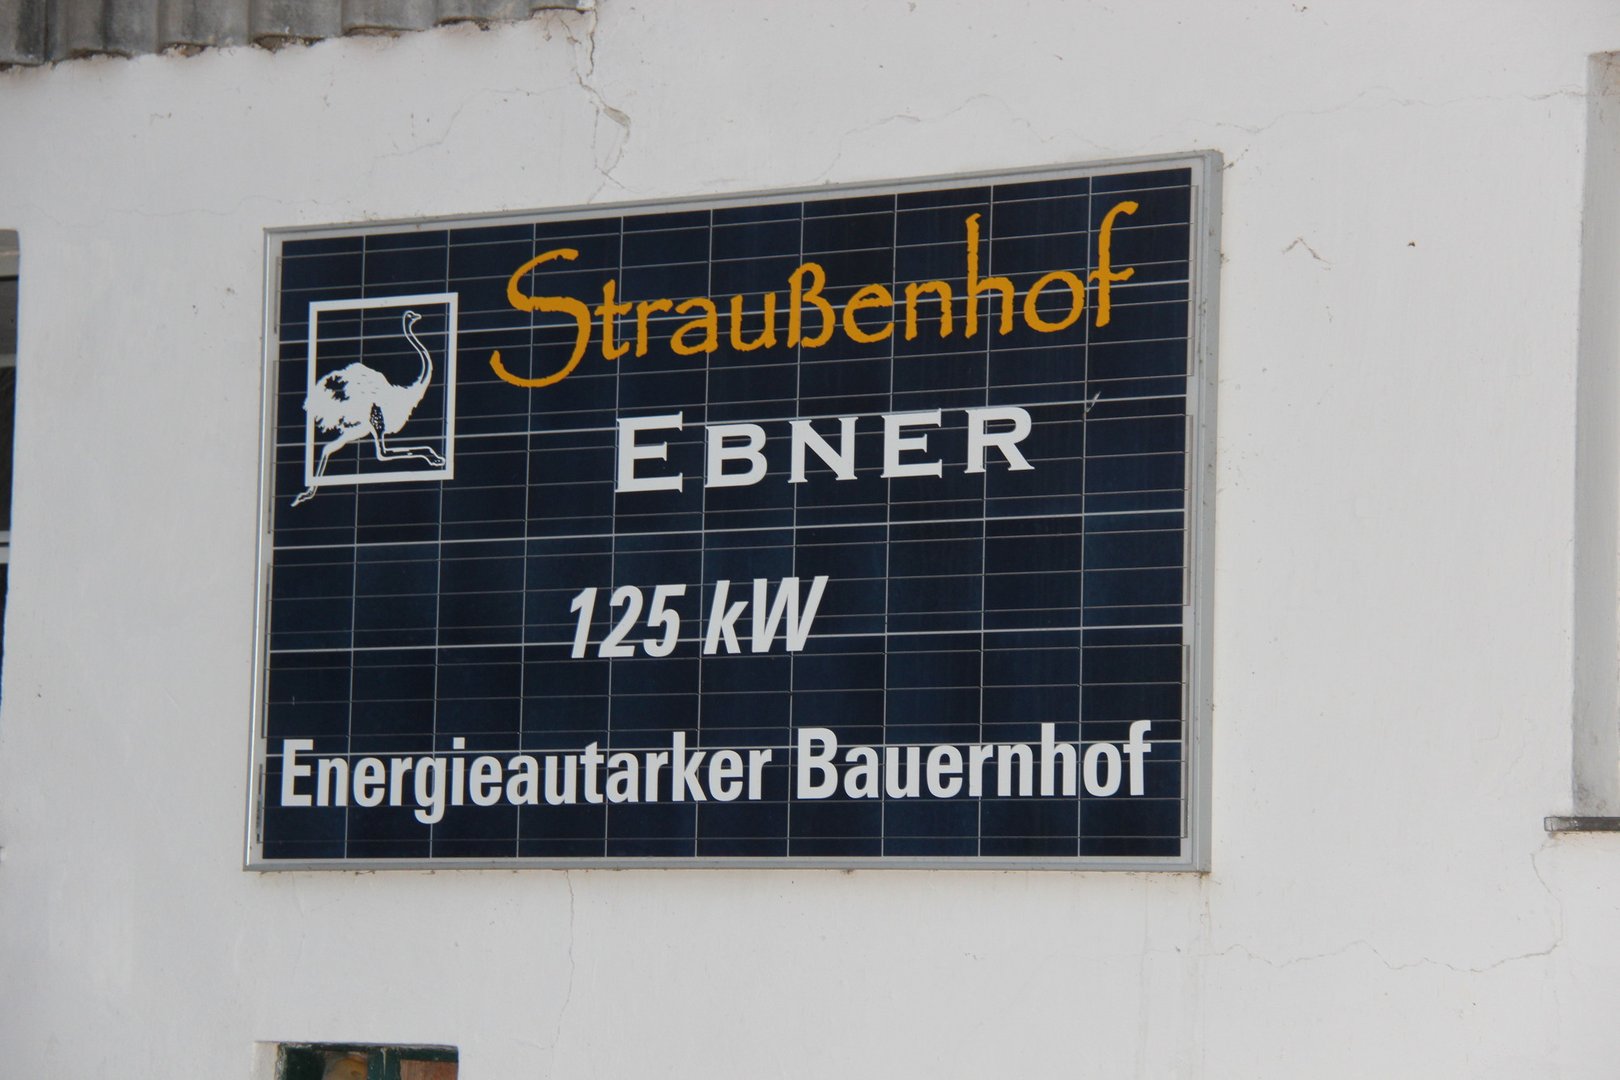 Straußenhof
EBNER
125 kW
Energieautarker Bauernhof